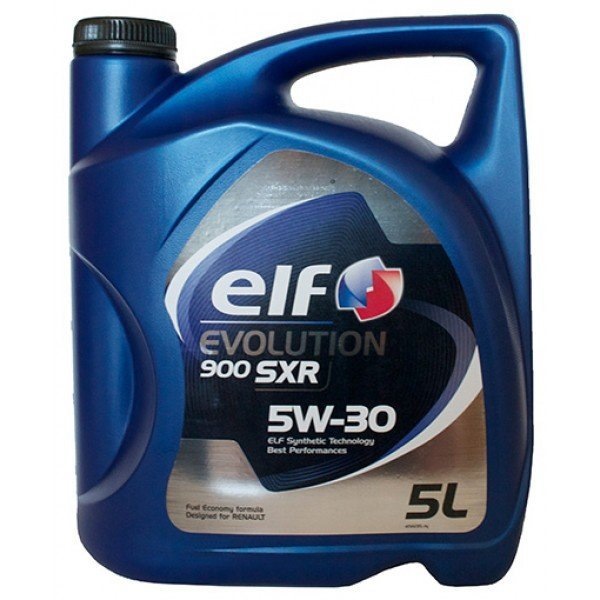 elf
EVOLUTION
900 SXR
5W-30
ELF Synthetic Technology
Best Performances
Fuel Economy formula
Designed for RENAULT
5L